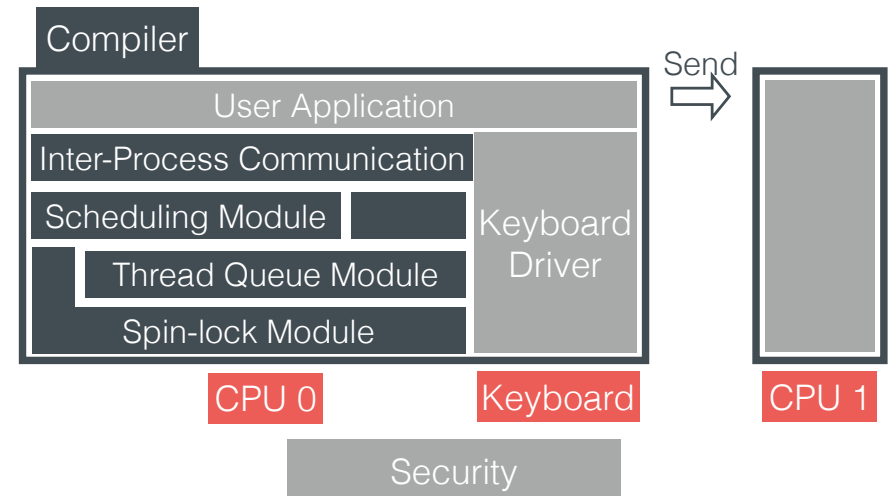 Compiler
Send
User Application
Inter-Process Communication
Scheduling Module
Keyboard
Driver
Thread Queue Module
Spin-lock Module
CPU 0
Keyboard
CPU 1
Security